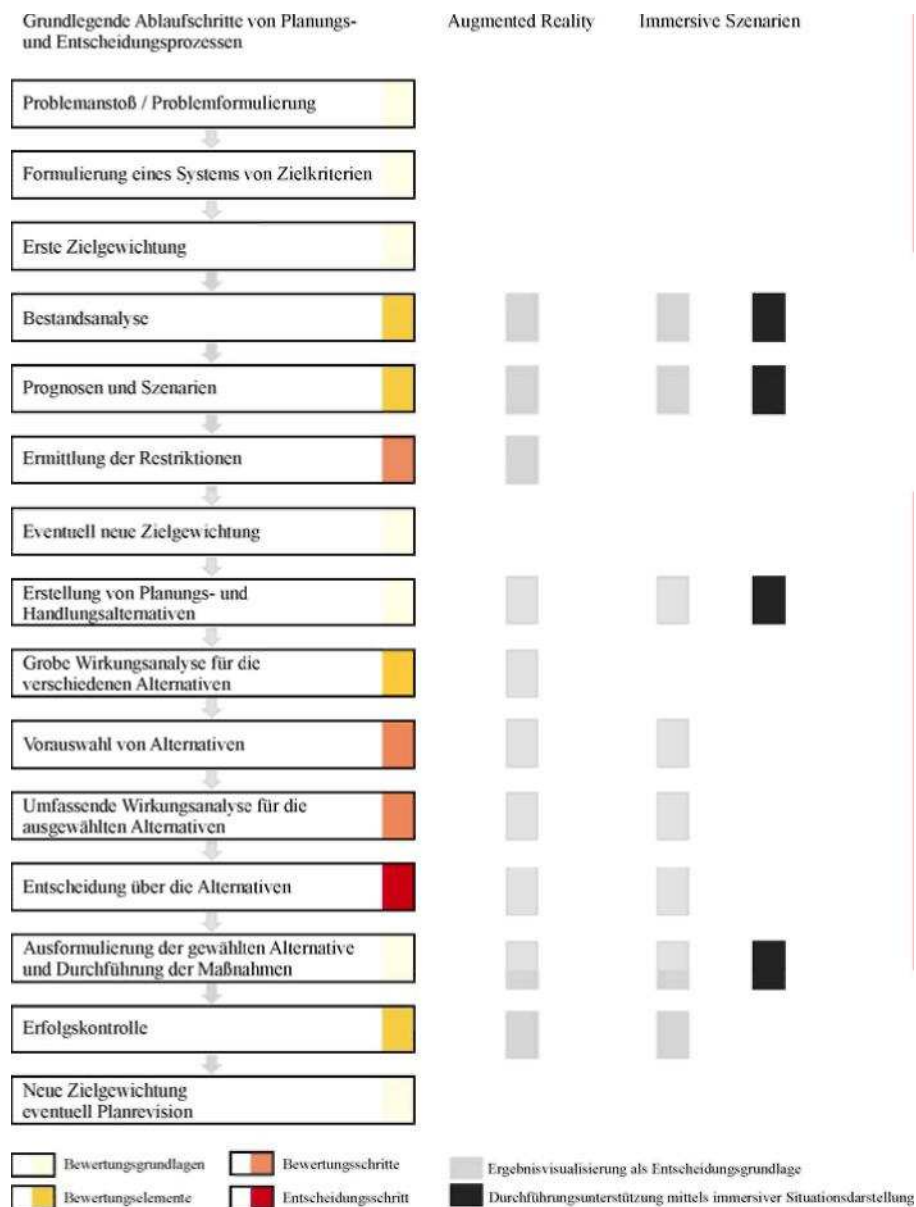 Grundlegende Ablaufschritte von Planungs-
und Entscheidungsprozessen
Augmented Reality
Immersive Szenarien
Problemanstoß / Problemformulierung
Formulierung eines Systems von Zielkriterien
Erste Zielgewichtung
Bestandsanalyse
Prognosen und Szenarien
Ermittlung der Restriktionen
Eventuell neue Zielgewichtung
Erstellung von Planungs- und
Handlungsalternativen
Grobe Wirkungsanalyse für die
verschiedenen Alternativen
Vorauswahl von Alternativen
Umfassende Wirkungsanalyse für die
ausgewählten Alternativen
Entscheidung über die Alternativen
Ausformulierung der gewählten Alternative
und Durchführung der Maßnahmen
Erfolgskontrolle
Neue Zielgewichtung
eventuell Planrevision
Bewertungsgrundlagen
Bewertungsschritte
Ergebnisvisualisierung als Entscheidungsgrundlage
Bewertungselemente
Entscheidungsschritt
Durchführungsunterstützung mittels immersiver Situationsdarstellung